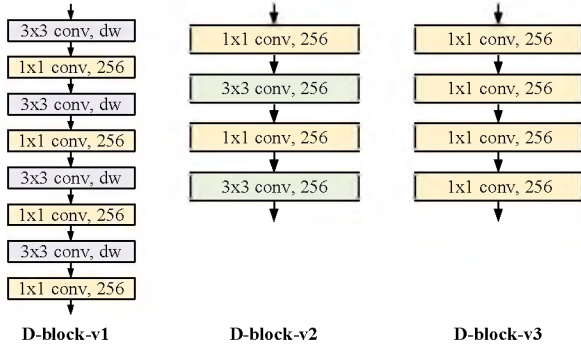 3x3 conv, dw
1x1 conv, 256
3x3 conv, dw
1x1 conv, 256
3x3 conv, dw
1x1 conv, 256
3x3 conv, dw
1x1 conv, 256
D-block-v1
1x1 conv, 256
3x3 conv, 256
1x1 conv, 256
3x3 conv, 256
D-block-v2
1x1 conv, 256
1x1 conv, 256
1x1 conv, 256
1x1 conv, 256
D-block-v3